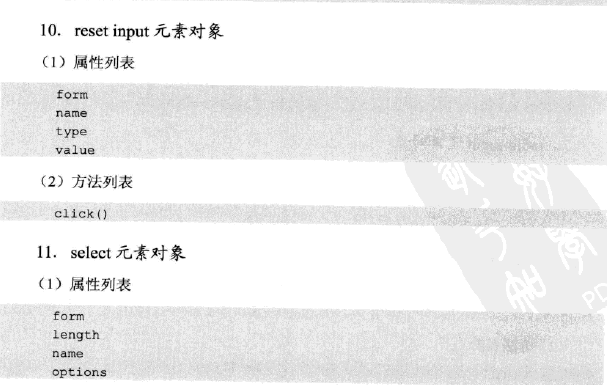 10. reset input 元素对象
（1）属性列表
form
name
type
value
（2）方法列表
click()
11. select 元素对象
（1）属性列表
form
length
name
options
PD